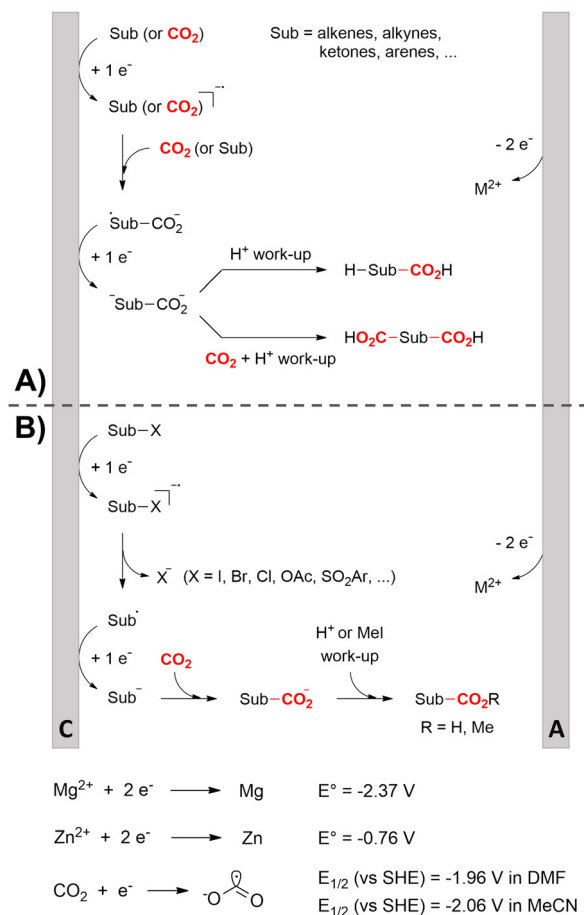 Sub (or CO₂)
Sub = alkenes, alkynes,
ketones, arenes, ...
+ 1 e⁻
Sub (or CO₂) ⁻•
CO₂ (or Sub)
- 2 e⁻
M²⁺
•Sub–CO₂⁻
+ 1 e⁻
⁻Sub–CO₂⁻
H⁺ work-up
H–Sub–CO₂H
HO₂C–Sub–CO₂H
CO₂ + H⁺ work-up
A)
B)
Sub–X
+ 1 e⁻
Sub–X ⁻•
- 2 e⁻
X⁻ (X = I, Br, Cl, OAc, SO₂Ar, ...)
M²⁺
Sub•
+ 1 e⁻
CO₂
H⁺ or MeI
work-up
Sub⁻
Sub–CO₂⁻
Sub–CO₂R
R = H, Me
C
A
Mg²⁺ + 2 e⁻ ⟶ Mg E° = -2.37 V
Zn²⁺ + 2 e⁻ ⟶ Zn E° = -0.76 V
CO₂ + e⁻ ⟶ ⁻O O
E₁/₂ (vs SHE) = -1.96 V in DMF
E₁/₂ (vs SHE) = -2.06 V in MeCN